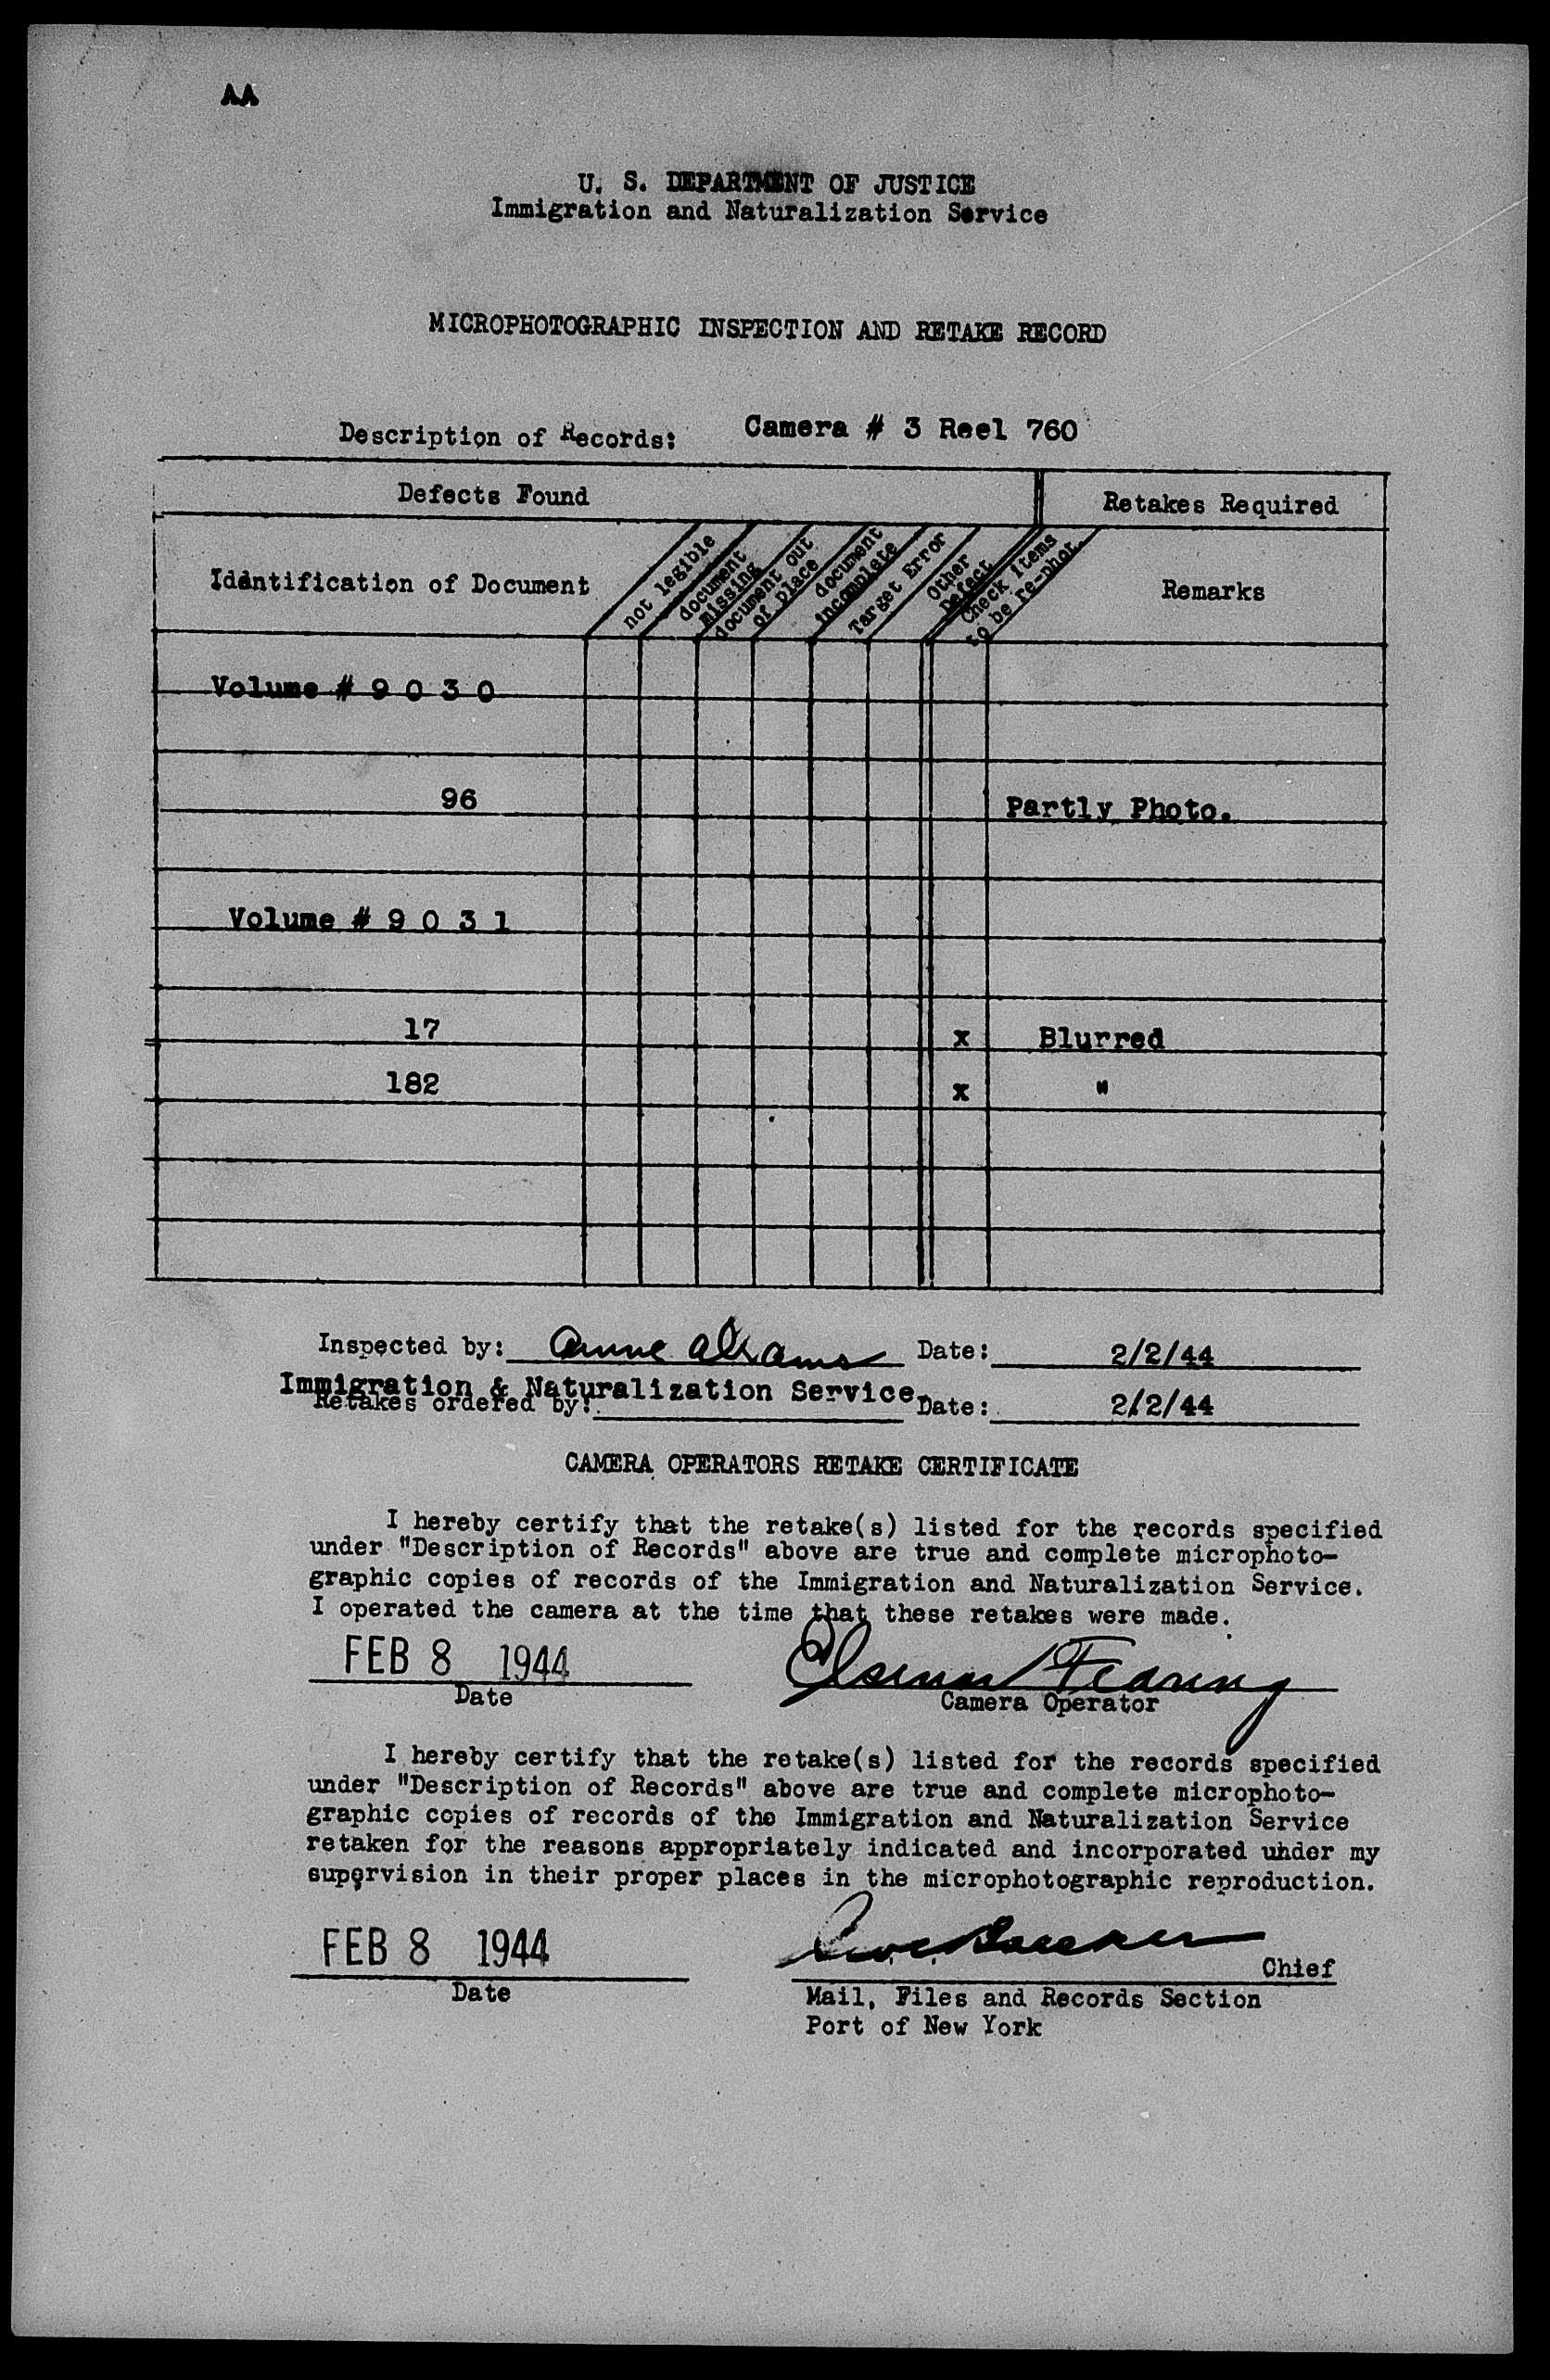 AA
U. S. DEPARTMENT OF JUSTICE
Immigration and Naturalization Service
MICROPHOTOGRAPHIC INSPECTION AND RETAKE RECORD
Description of Records: Camera # 3 Reel 760
Defects Found Retakes Required
Idantification of Document not legible document missing document out of place document incomplete Target Error Other Defect Check items to be re-phot. Remarks
Volume # 9 0 3 0
96 Partly Photo.
Volume # 9 0 3 1
17 x Blurred
182 x "
Inspected by: Anne Abrams Date: 2/2/44
Immigration & Naturalization Service.
Retakes ordered by: Date: 2/2/44
CAMERA OPERATORS RETAKE CERTIFICATE
I hereby certify that the retake(s) listed for the records specified
under "Description of Records" above are true and complete microphoto-
graphic copies of records of the Immigration and Naturalization Service.
I operated the camera at the time that these retakes were made.
FEB 8 1944
Date Camera Operator
I hereby certify that the retake(s) listed for the records specified
under "Description of Records" above are true and complete microphoto-
graphic copies of records of the Immigration and Naturalization Service
retaken for the reasons appropriately indicated and incorporated under my
supervision in their proper places in the microphotographic reproduction.
FEB 8 1944 Chief
Date Mail, Files and Records Section
Port of New York